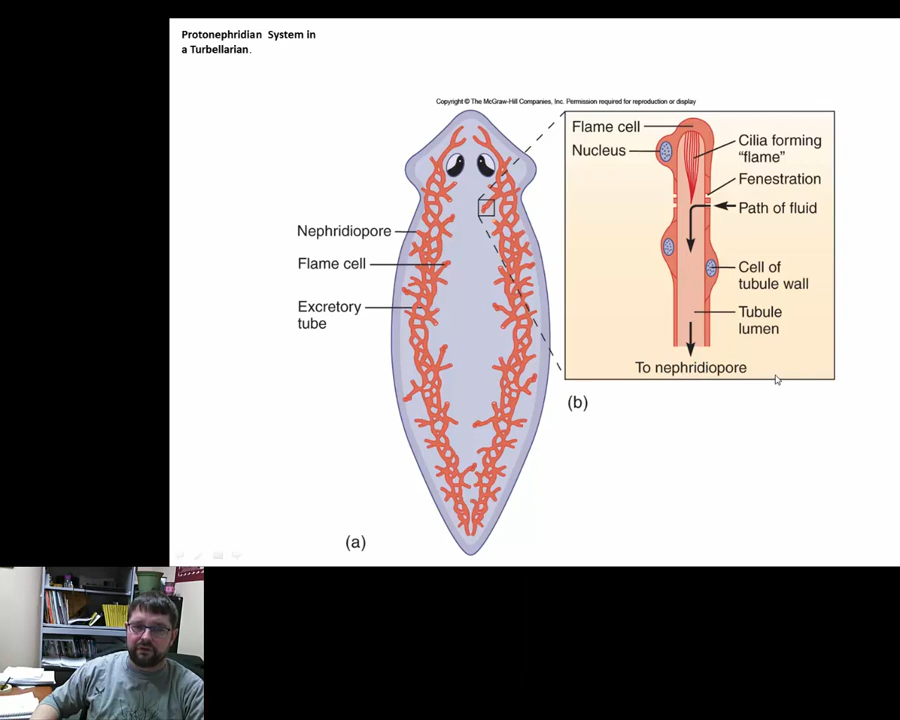 Protonephridian System in
a Turbellarian.
Copyright © The McGraw-Hill Companies, Inc. Permission required for reproduction or display
Nephridiopore
Flame cell
Excretory
tube
(a)
Flame cell
Nucleus
Cilia forming
"flame"
Fenestration
Path of fluid
Cell of
tubule wall
Tubule
lumen
To nephridiopore
(b)